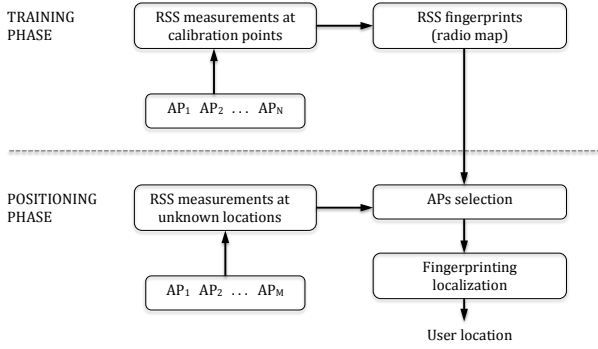 TRAINING
PHASE
RSS measurements at
calibration points
RSS fingerprints
(radio map)
AP1 AP2 ... APN
POSITIONING
PHASE
RSS measurements at
unknown locations
APs selection
AP1 AP2 ... APM
Fingerprinting
localization
User location